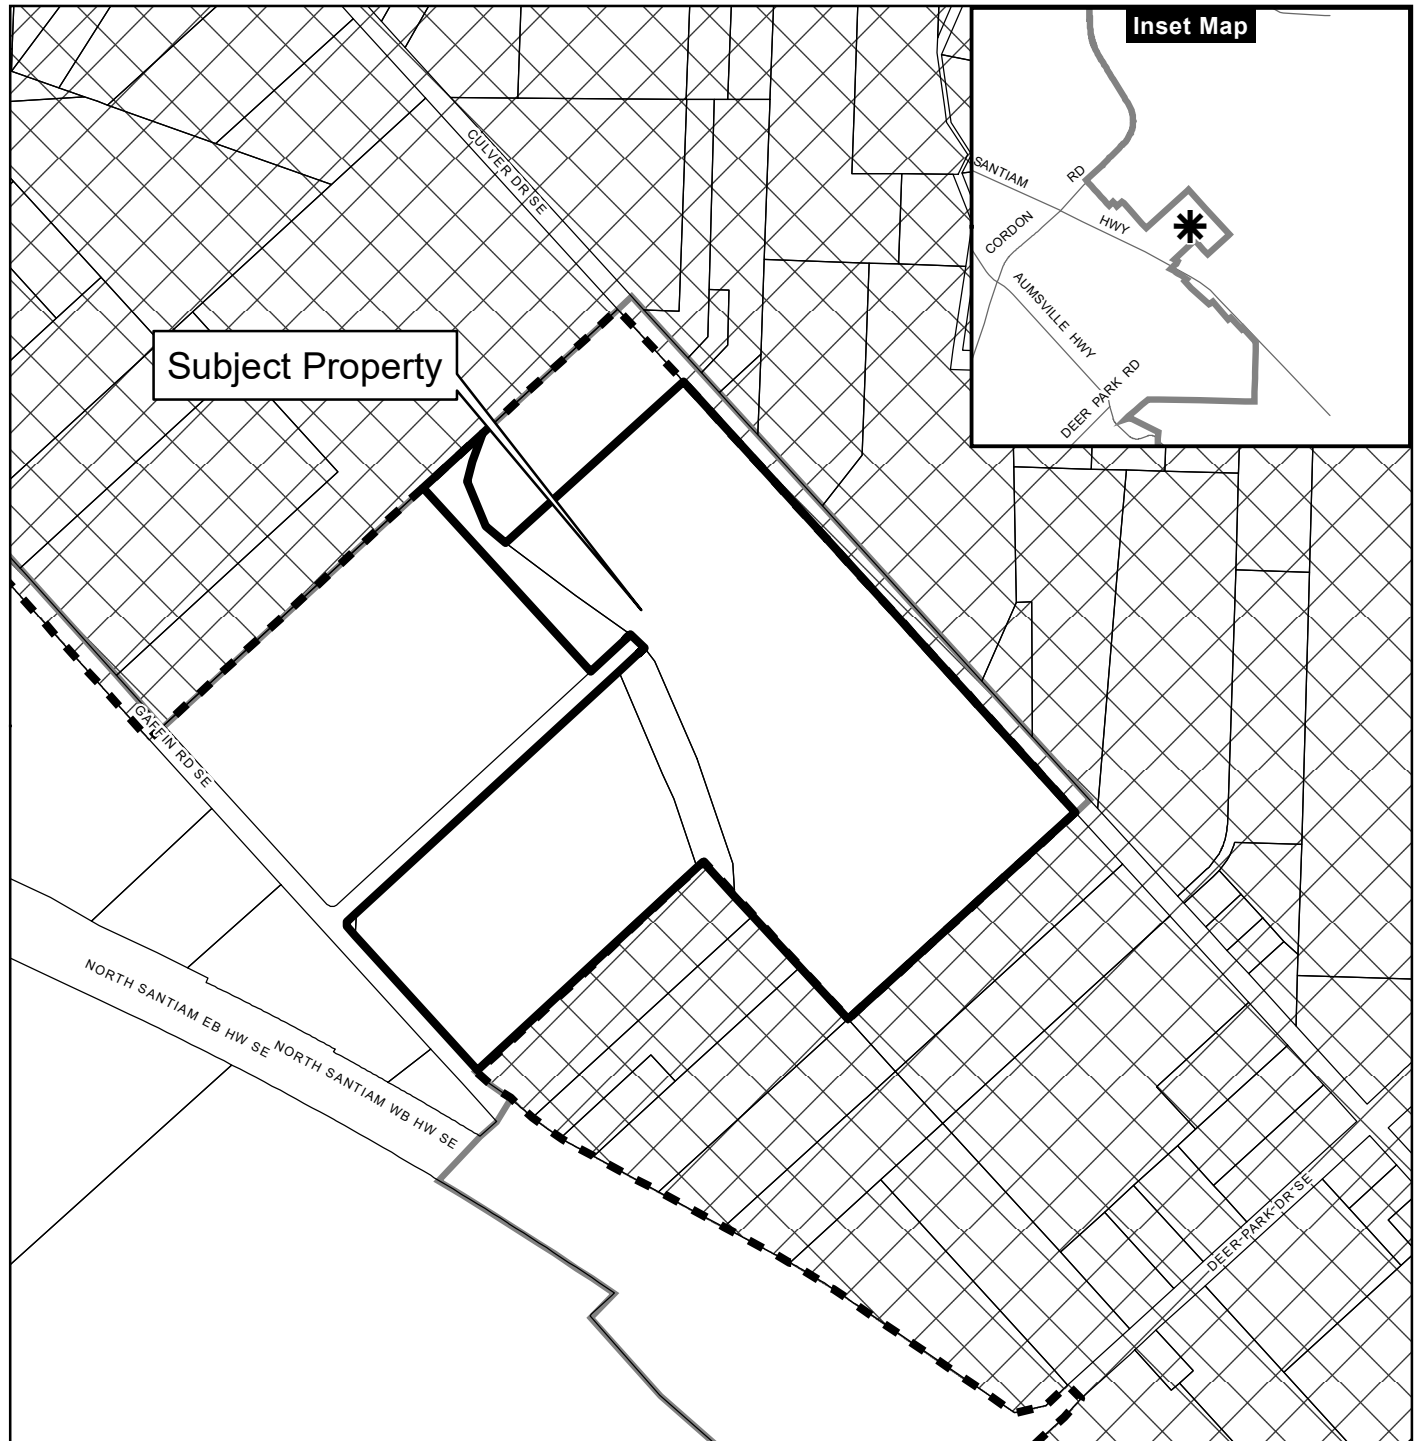 Inset Map
SANTIAM
RD
CORDON
HWY
AUMSVILLE HWY
DEER PARK RD
CULVER DR SE
Subject Property
GAFFIN RD SE
NORTH SANTIAM EB HW SE
NORTH SANTIAM WB HW SE
DEER PARK DR SE